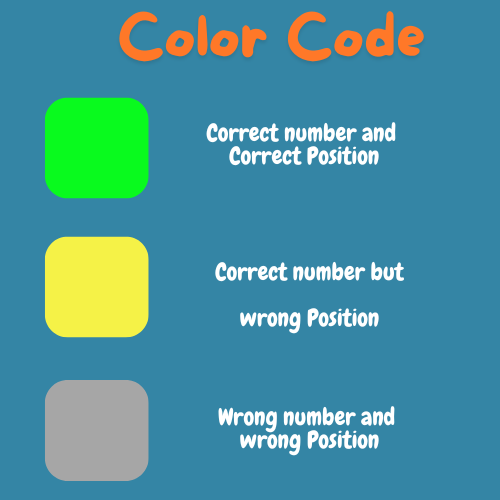 Color Code
Correct number and
Correct Position
Correct number but
wrong Position
Wrong number and
wrong Position